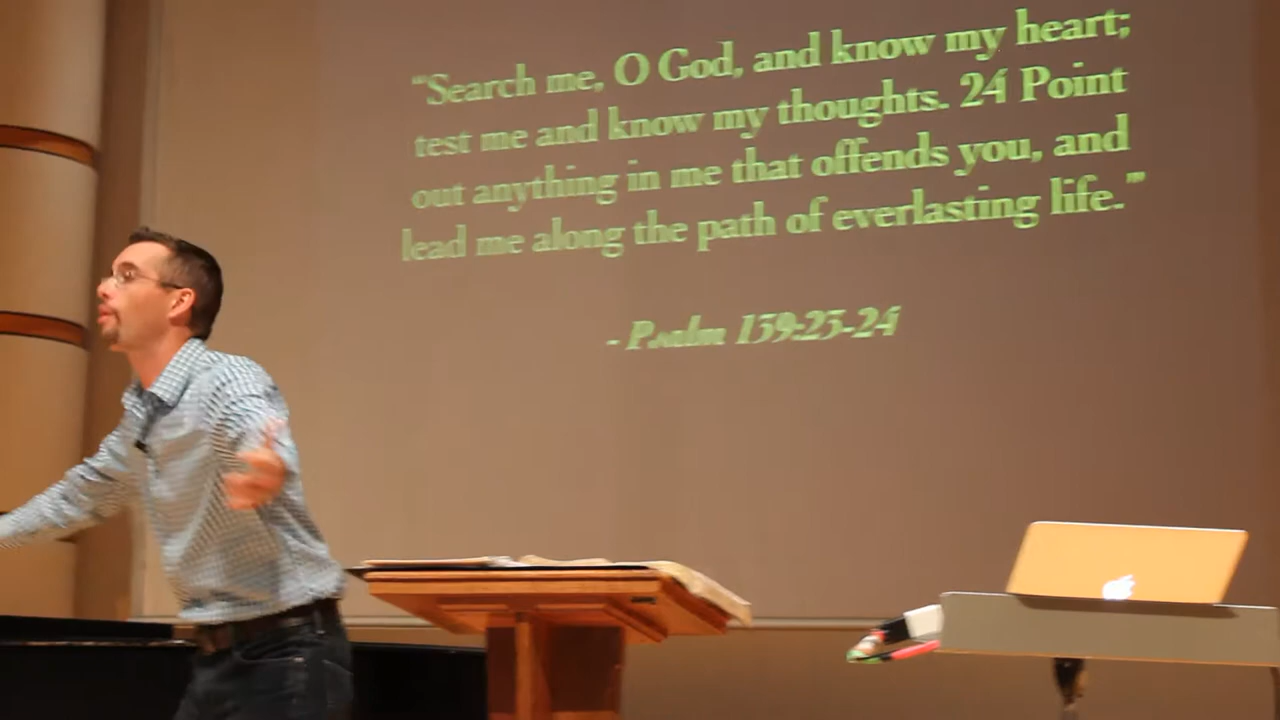 “Search me, O God, and know my heart;
test me and know my thoughts. 24 Point
out anything in me that offends you, and
lead me along the path of everlasting life.”
- Psalm 139:23-24